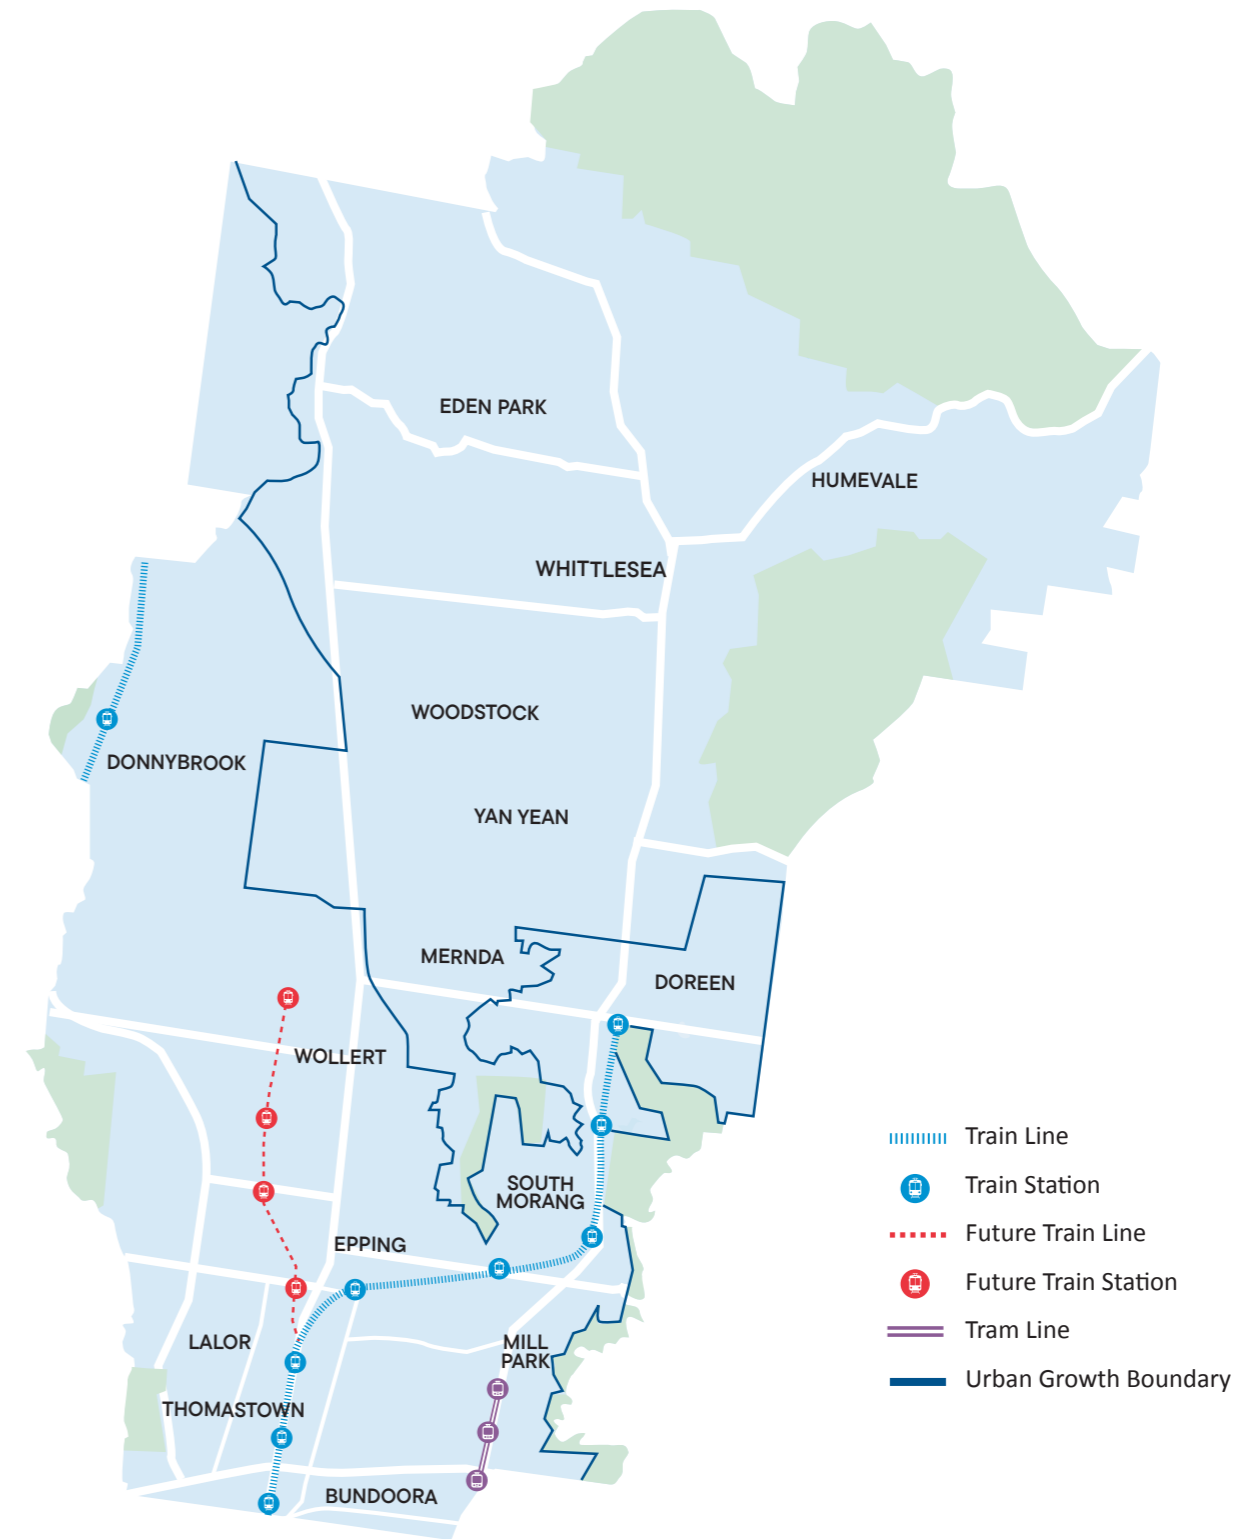 EDEN PARK
HUMEVALE
WHITTLESEA
WOODSTOCK
DONNYBROOK
YAN YEAN
MERNDA
DOREEN
WOLLERT
SOUTH
MORANG
EPPING
LALOR
MILL
PARK
THOMASTOWN
BUNDOORA
Train Line
Train Station
Future Train Line
Future Train Station
Tram Line
Urban Growth Boundary